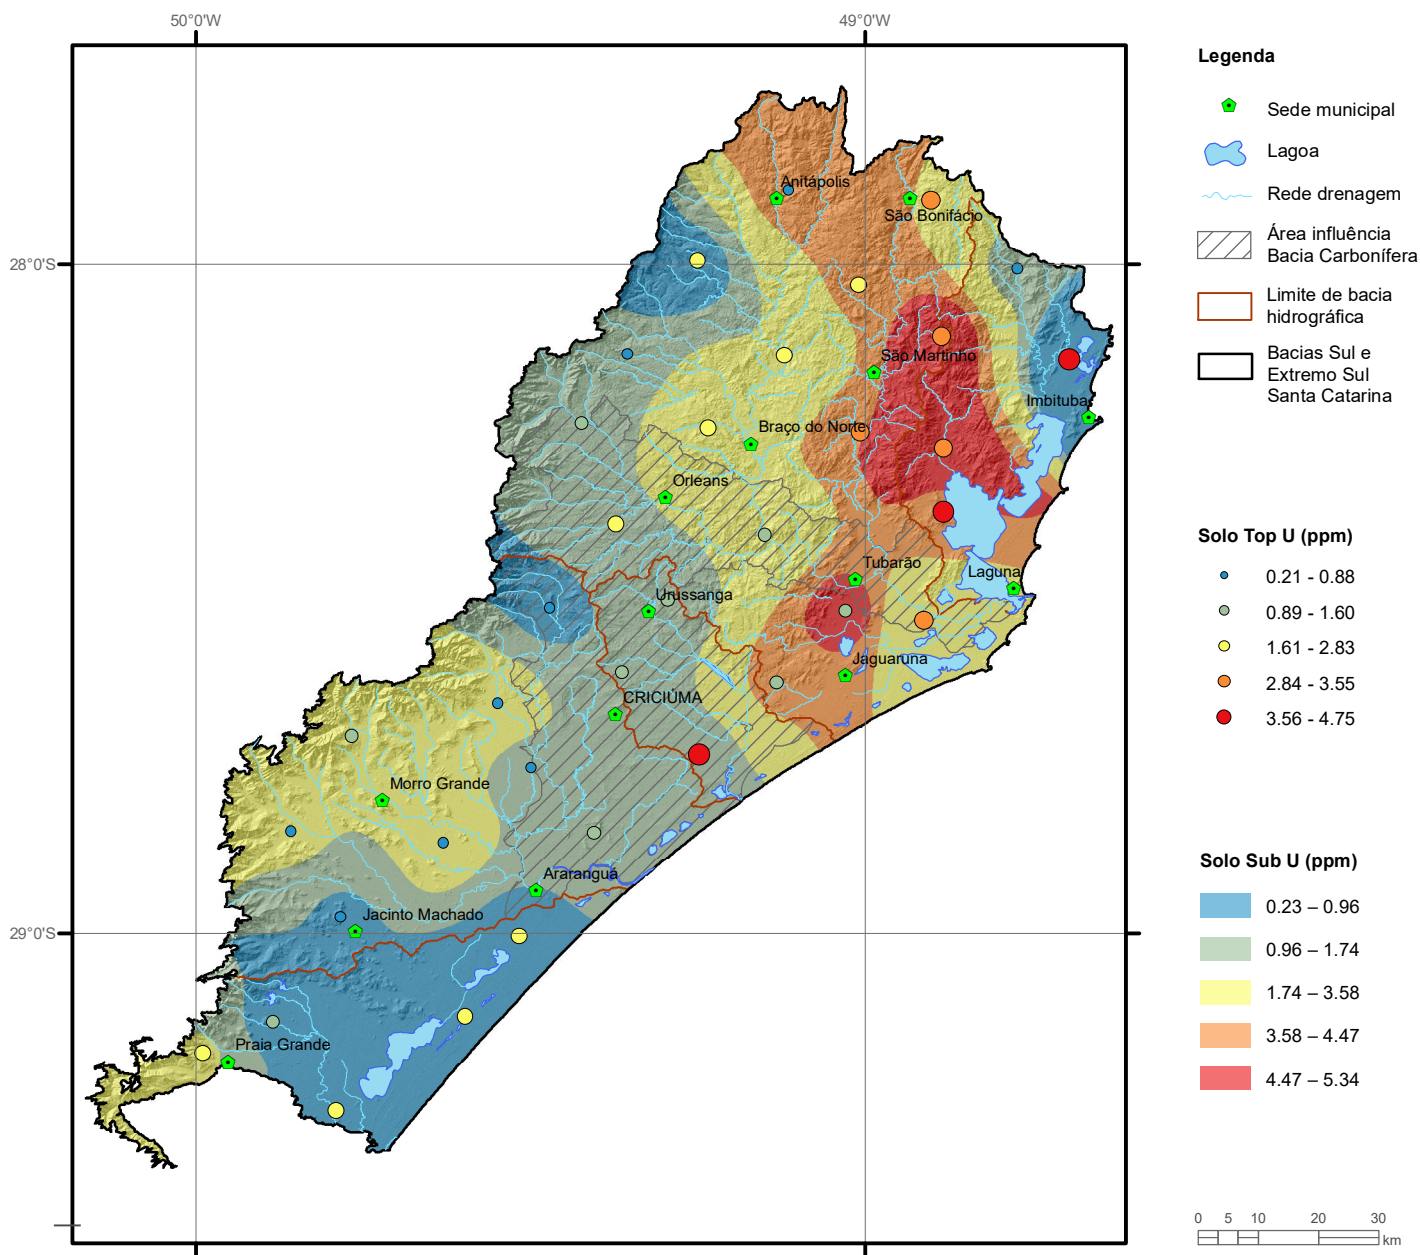 50°0'W
49°0'W
28°0'S
29°0'S
Anitápolis
São Bonifácio
São Martinho
Imbituba
Braço do Norte
Orleans
Tubarão
Laguna
Urussanga
Jaguaruna
CRICIÚMA
Morro Grande
Araranguá
Jacinto Machado
Praia Grande
Legenda
Sede municipal
Lagoa
Rede drenagem
Área influência
Bacia Carbonífera
Limite de bacia
hidrográfica
Bacias Sul e
Extremo Sul
Santa Catarina
Solo Top U (ppm)
0.21 - 0.88
0.89 - 1.60
1.61 - 2.83
2.84 - 3.55
3.56 - 4.75
Solo Sub U (ppm)
0.23 – 0.96
0.96 – 1.74
1.74 – 3.58
3.58 – 4.47
4.47 – 5.34
0 5 10 20 30
km